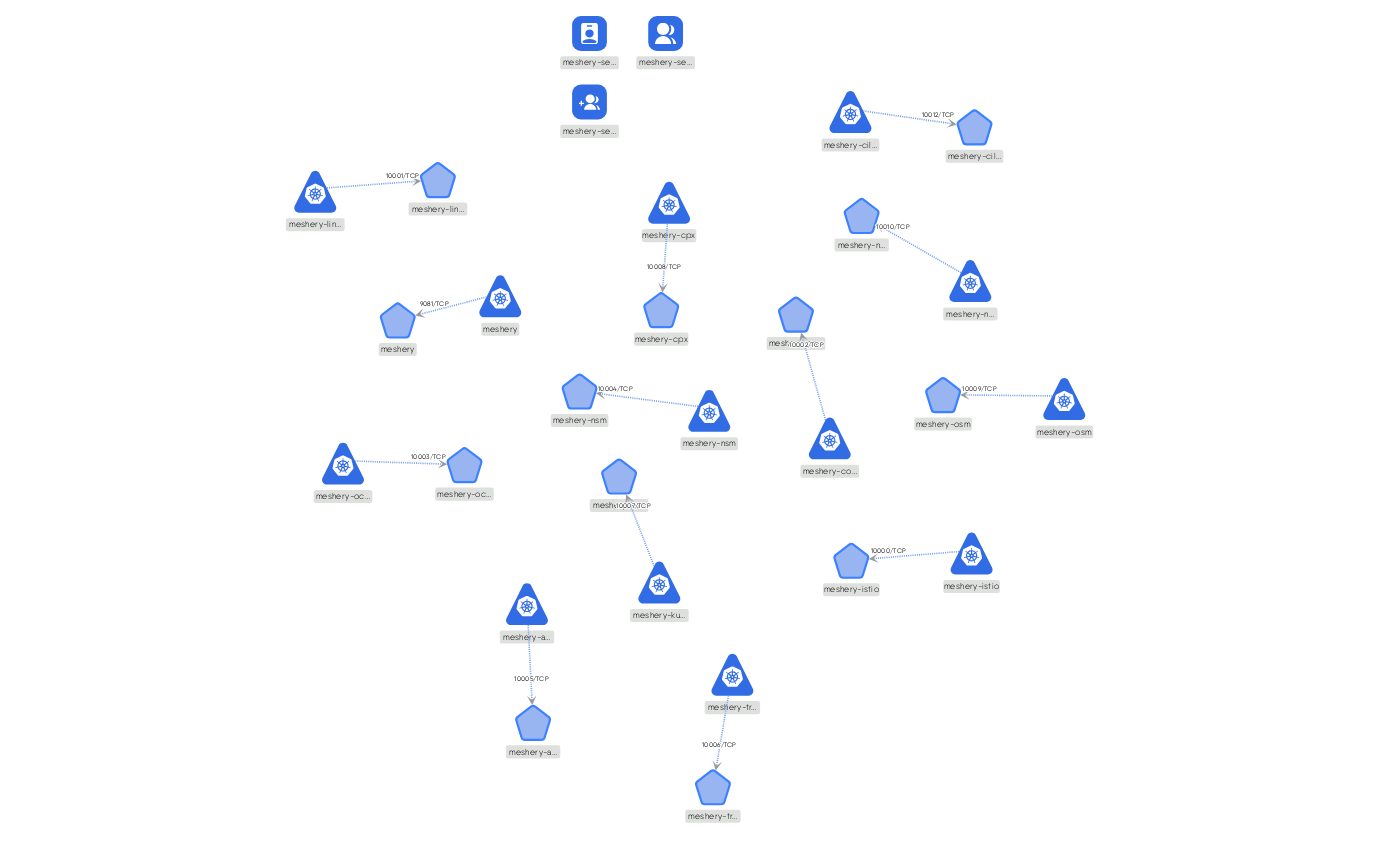 meshery-se...
meshery-se...
meshery-se...
10012/TCP
meshery-cil...
meshery-cil...
10001/TCP
meshery-lin...
meshery-lin...
meshery-cpx
10008/TCP
meshery-cpx
10010/TCP
meshery-n...
meshery-n...
9081/TCP
meshery
meshery
10002/TCP
meshery-co...
10004/TCP
meshery-nsm
meshery-nsm
10009/TCP
meshery-osm
meshery-osm
10003/TCP
meshery-oc...
meshery-oc...
10007/TCP
meshery-ku...
10000/TCP
meshery-istio
meshery-istio
meshery-a...
10005/TCP
meshery-a...
meshery-tr...
10006/TCP
meshery-tr...